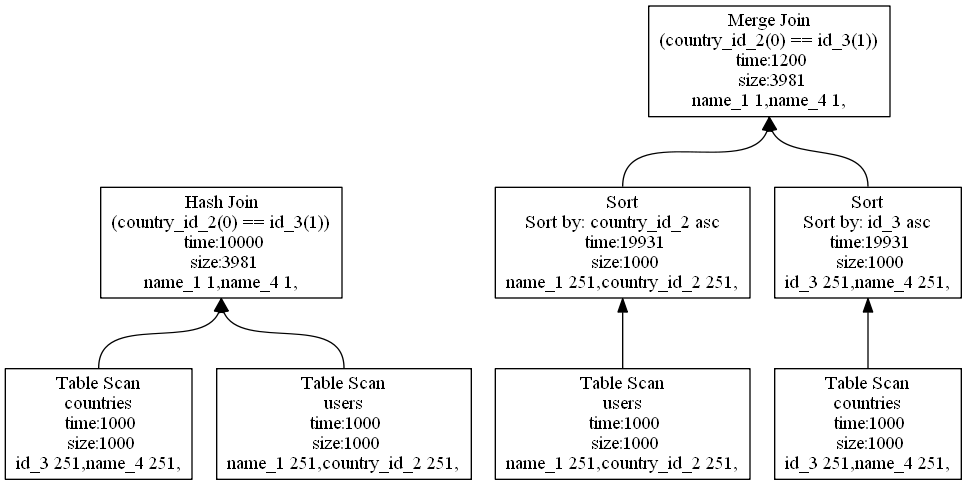 Merge Join
(country_id_2(0) == id_3(1))
time:1200
size:3981
name_1 1,name_4 1,
Hash Join
(country_id_2(0) == id_3(1))
time:10000
size:3981
name_1 1,name_4 1,
Sort
Sort by: country_id_2 asc
time:19931
size:1000
name_1 251,country_id_2 251,
Sort
Sort by: id_3 asc
time:19931
size:1000
id_3 251,name_4 251,
Table Scan
countries
time:1000
size:1000
id_3 251,name_4 251,
Table Scan
users
time:1000
size:1000
name_1 251,country_id_2 251,
Table Scan
users
time:1000
size:1000
name_1 251,country_id_2 251,
Table Scan
countries
time:1000
size:1000
id_3 251,name_4 251,